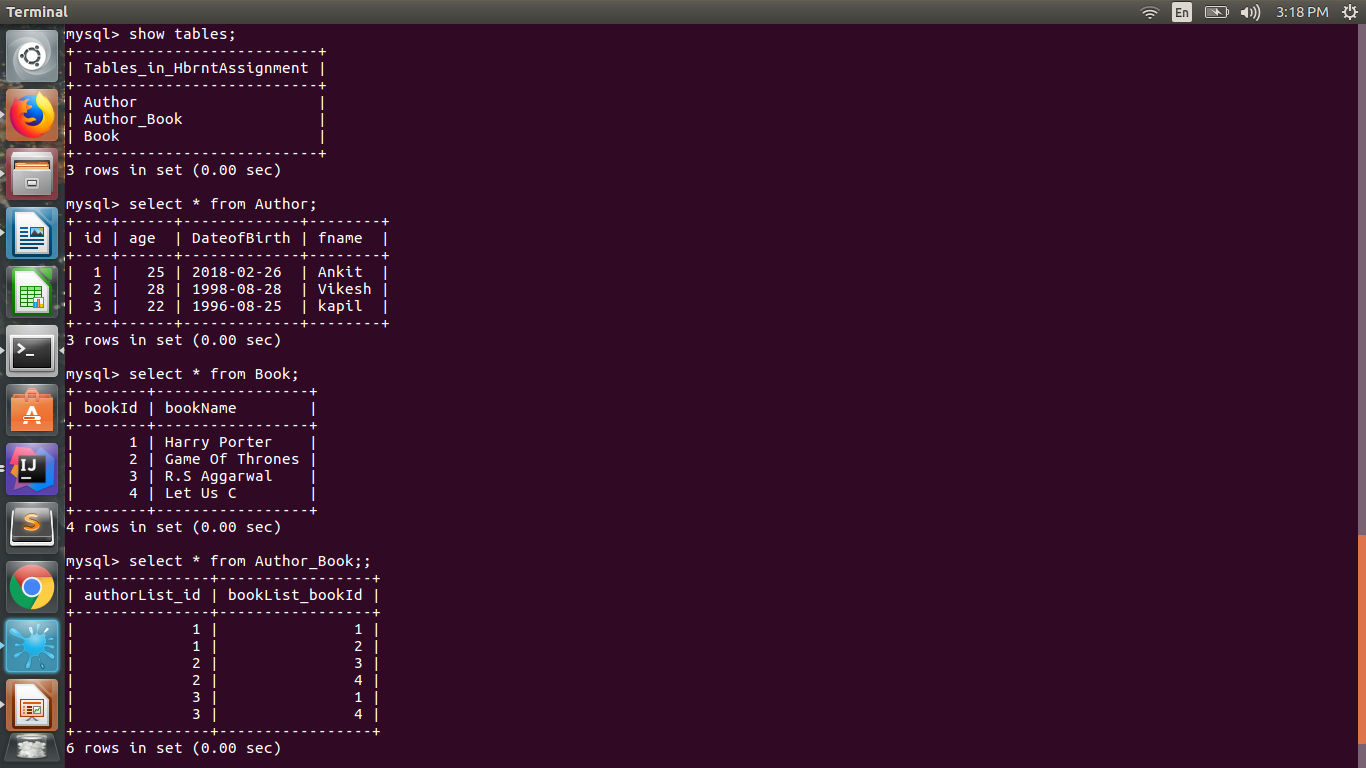 Terminal
En
3:18 PM
mysql> show tables;
+---------------------------+
| Tables_in_HbrntAssignment |
+---------------------------+
| Author                    |
| Author_Book               |
| Book                      |
+---------------------------+
3 rows in set (0.00 sec)
mysql> select * from Author;
+----+------+-------------+--------+
| id | age  | DateofBirth | fname  |
+----+------+-------------+--------+
|  1 |   25 | 2018-02-26  | Ankit  |
|  2 |   28 | 1998-08-28  | Vikesh |
|  3 |   22 | 1996-08-25  | kapil  |
+----+------+-------------+--------+
3 rows in set (0.00 sec)
mysql> select * from Book;
+--------+-----------------+
| bookId | bookName        |
+--------+-----------------+
|      1 | Harry Porter    |
|      2 | Game Of Thrones |
|      3 | R.S Aggarwal    |
|      4 | Let Us C        |
+--------+-----------------+
4 rows in set (0.00 sec)
mysql> select * from Author_Book;;
+---------------+-----------------+
| authorList_id | bookList_bookId |
+---------------+-----------------+
|             1 |               1 |
|             1 |               2 |
|             2 |               3 |
|             2 |               4 |
|             3 |               1 |
|             3 |               4 |
+---------------+-----------------+
6 rows in set (0.00 sec)
IJ
S